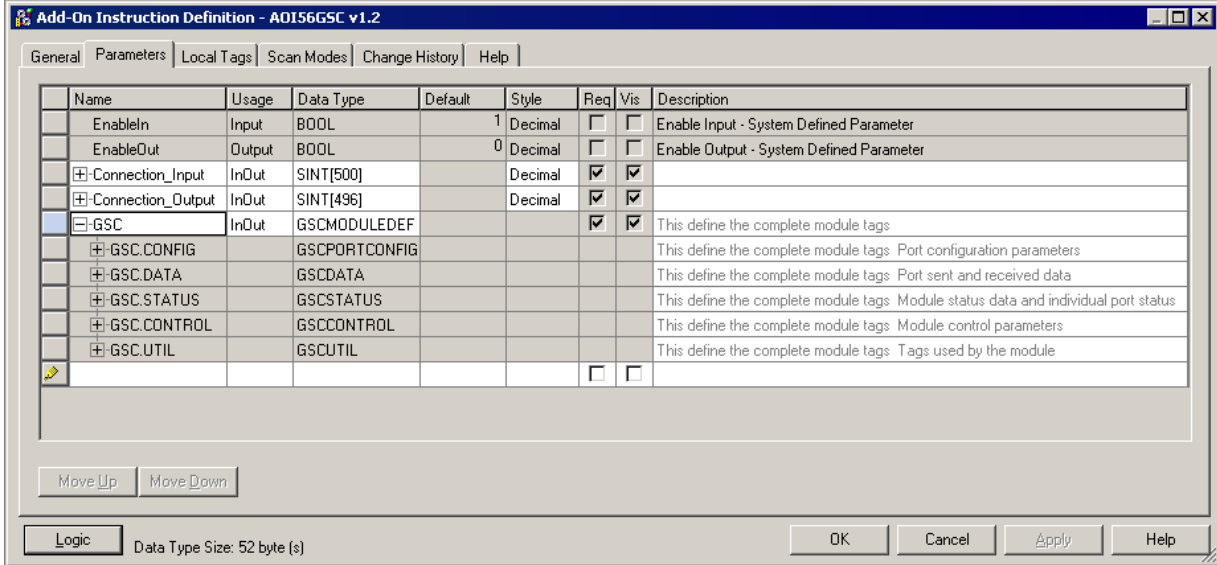 Add-On Instruction Definition - AOI56GSC v1.2
General Parameters Local Tags Scan Modes Change History Help
Name Usage Data Type Default Style Req Vis Description
EnableIn Input BOOL 1 Decimal Enable Input - System Defined Parameter
EnableOut Output BOOL 0 Decimal Enable Output - System Defined Parameter
Connection_Input InOut SINT[500] Decimal
Connection_Output InOut SINT[496] Decimal
GSC InOut GSCMODULEDEF This define the complete module tags
GSC.CONFIG GSCPORTCONFIG This define the complete module tags Port configuration parameters
GSC.DATA GSCDATA This define the complete module tags Port sent and received data
GSC.STATUS GSCSTATUS This define the complete module tags Module status data and individual port status
GSC.CONTROL GSCCONTROL This define the complete module tags Module control parameters
GSC.UTIL GSCUTIL This define the complete module tags Tags used by the module
Move Up Move Down
Logic Data Type Size: 52 byte (s) OK Cancel Apply Help